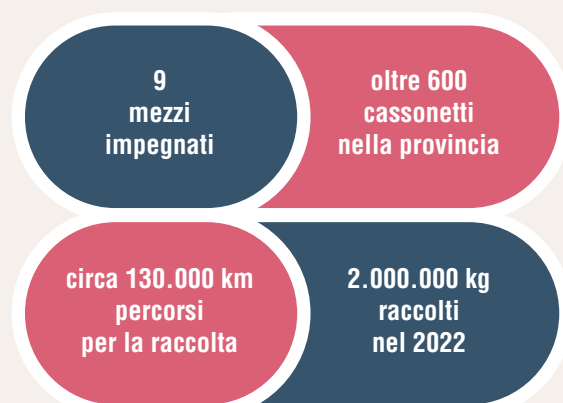 9
mezzi
impegnati
oltre 600
cassonetti
nella provincia
circa 130.000 km
percorsi
per la raccolta
2.000.000 kg
raccolti
nel 2022